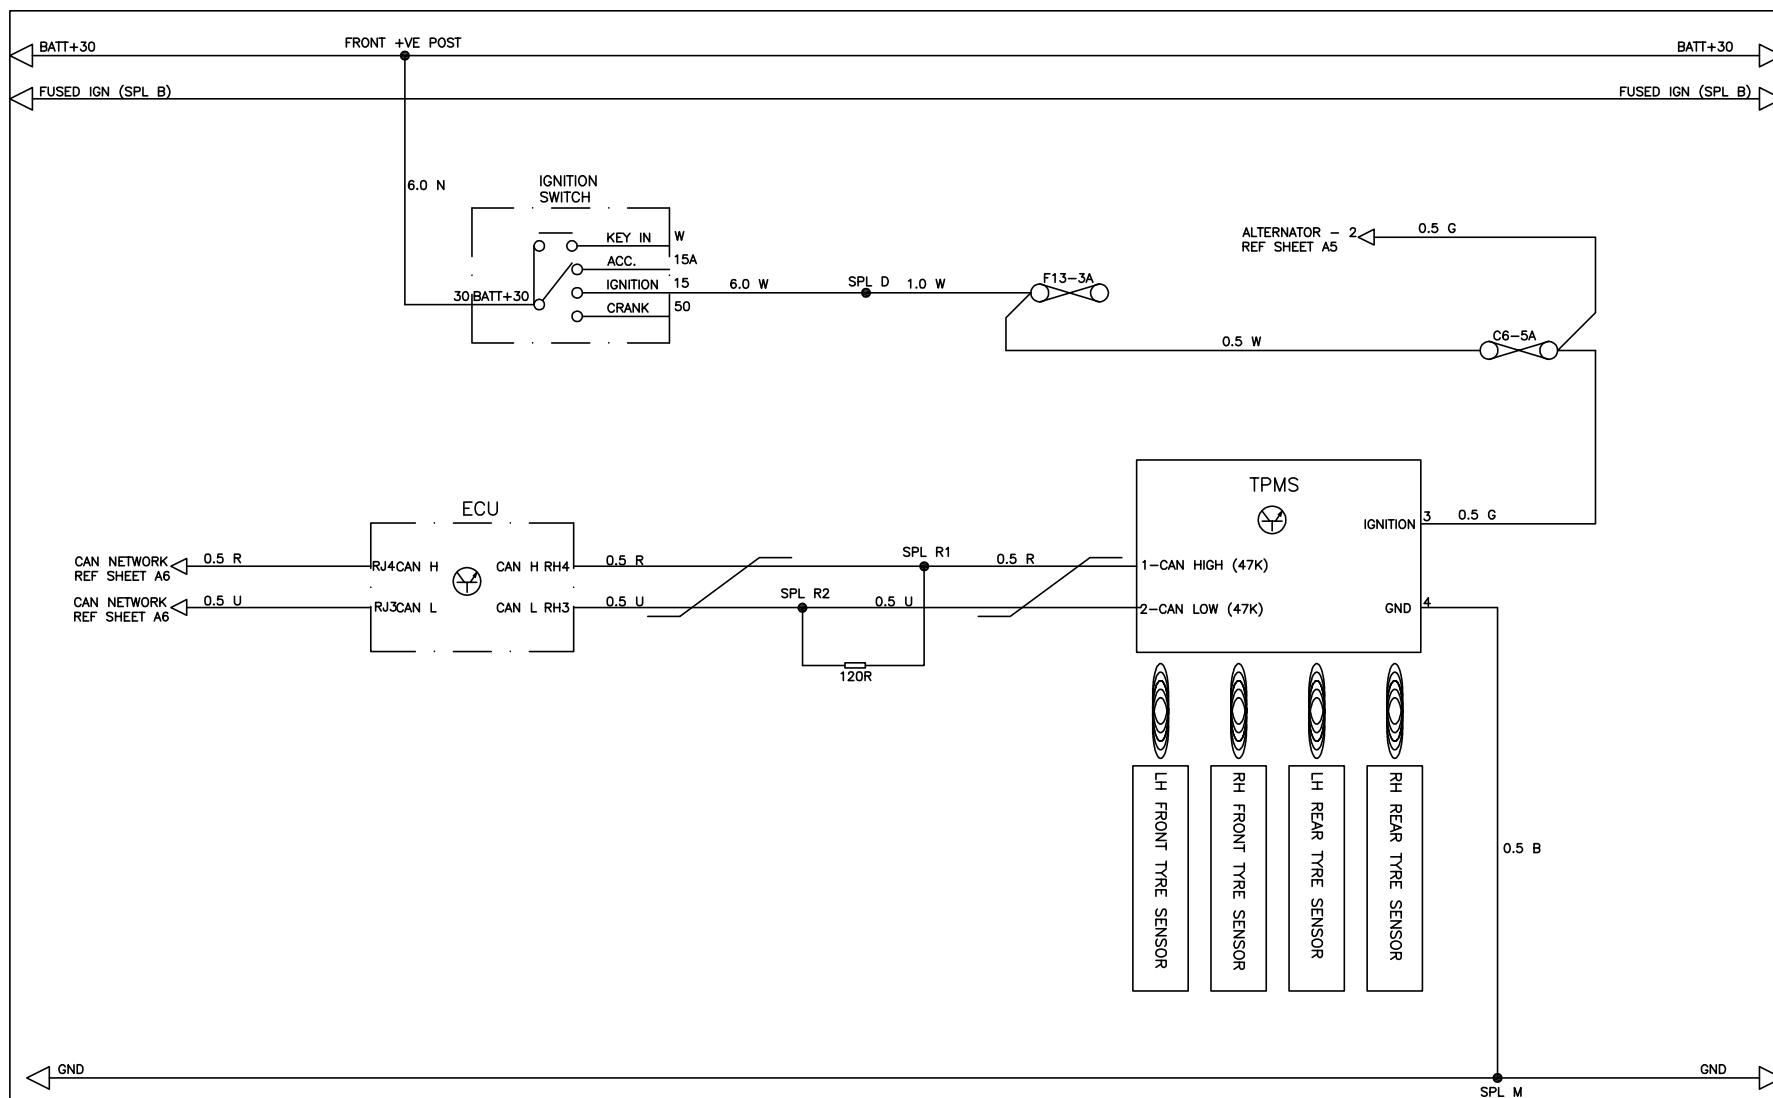 BATT+30
FRONT +VE POST
BATT+30
FUSED IGN (SPL B)
FUSED IGN (SPL B)
6.0 N
IGNITION
SWITCH
KEY IN
W
ACC.
15A
IGNITION
15
CRANK
50
30
BATT+30
6.0 W
SPL D
1.0 W
F13-3A
ALTERNATOR - 2
REF SHEET A5
0.5 G
0.5 W
C6-5A
ECU
CAN NETWORK
REF SHEET A6
0.5 R
RJ4
CAN H
CAN H
RH4
0.5 R
SPL R1
0.5 R
CAN NETWORK
REF SHEET A6
0.5 U
RJ3
CAN L
CAN L
RH3
0.5 U
SPL R2
0.5 U
120R
TPMS
IGNITION
3
0.5 G
1-CAN HIGH (47K)
2-CAN LOW (47K)
GND
4
LH FRONT TYRE SENSOR
RH FRONT TYRE SENSOR
LH REAR TYRE SENSOR
RH REAR TYRE SENSOR
0.5 B
GND
GND
SPL M